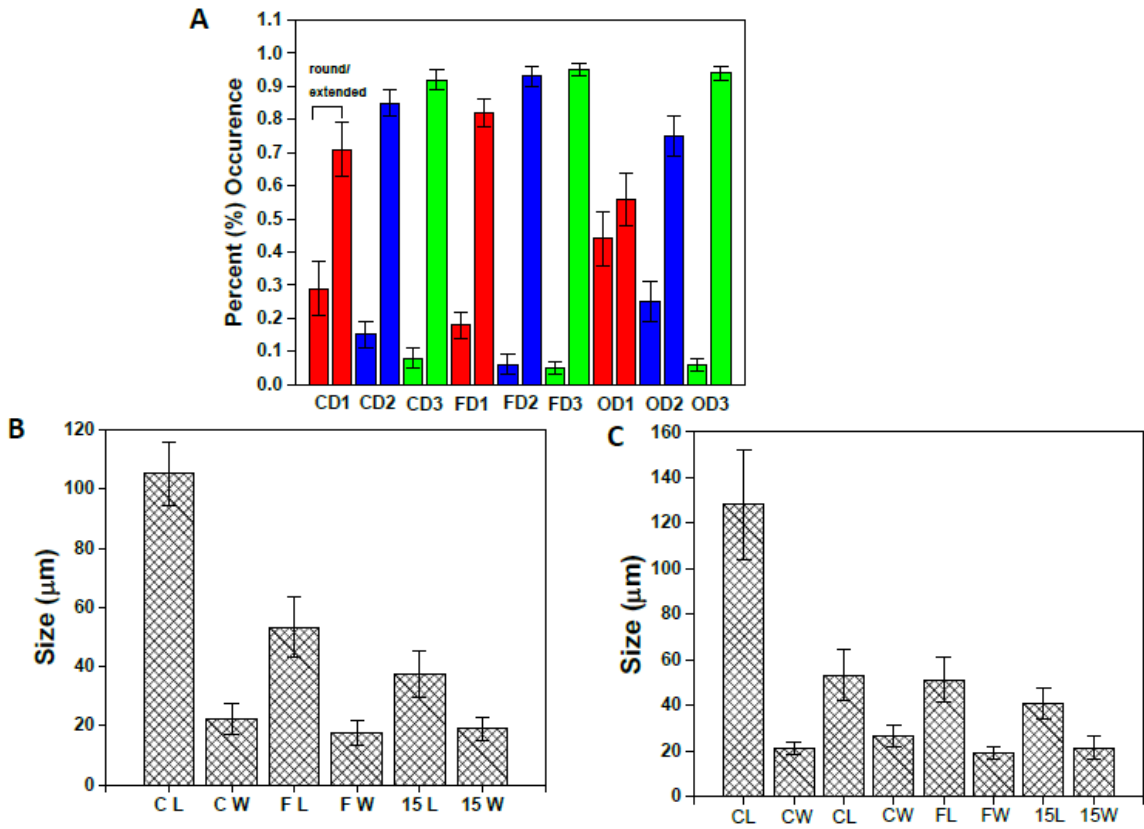 A
Percent (%) Occurence
1.1
1.0
0.9
0.8
0.7
0.6
0.5
0.4
0.3
0.2
0.1
0.0
round/
extended
CD1 CD2 CD3 FD1 FD2 FD3 OD1 OD2 OD3
B
Size (μm)
120
100
80
60
40
20
0
C L C W F L F W 15 L 15 W
C
Size (μm)
160
140
120
100
80
60
40
20
0
CL CW CL CW FL FW 15L 15W